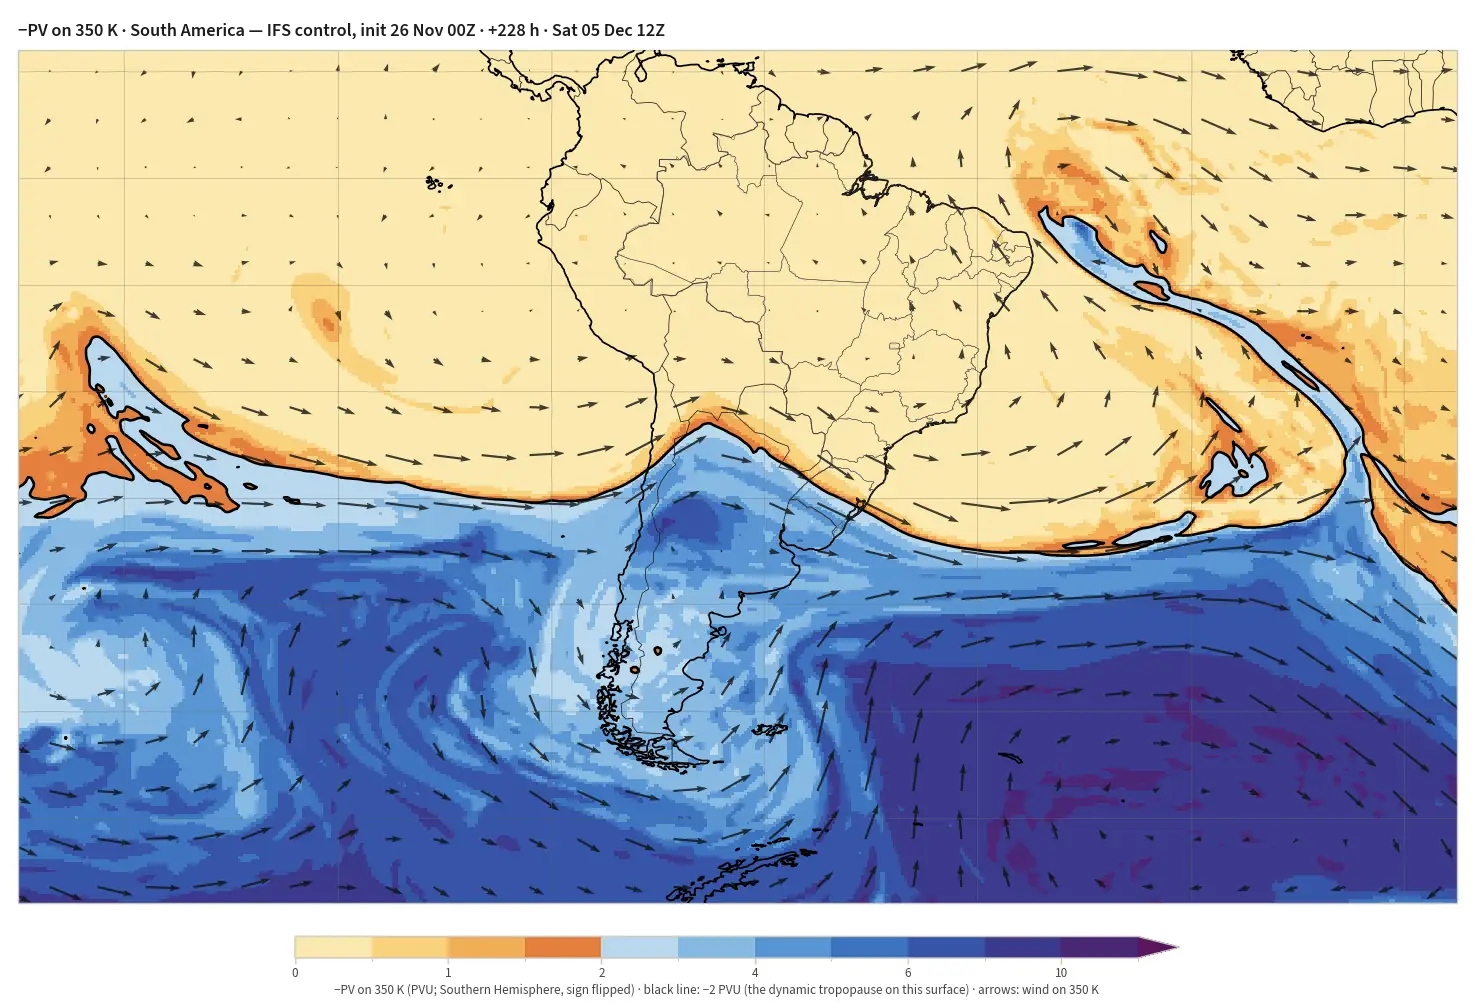 −PV on 350 K · South America — IFS control, init 26 Nov 00Z · +228 h · Sat 05 Dec 12Z
0 1 2 4 6 10
−PV on 350 K (PVU; Southern Hemisphere, sign flipped) · black line: −2 PVU (the dynamic tropopause on this surface) · arrows: wind on 350 K